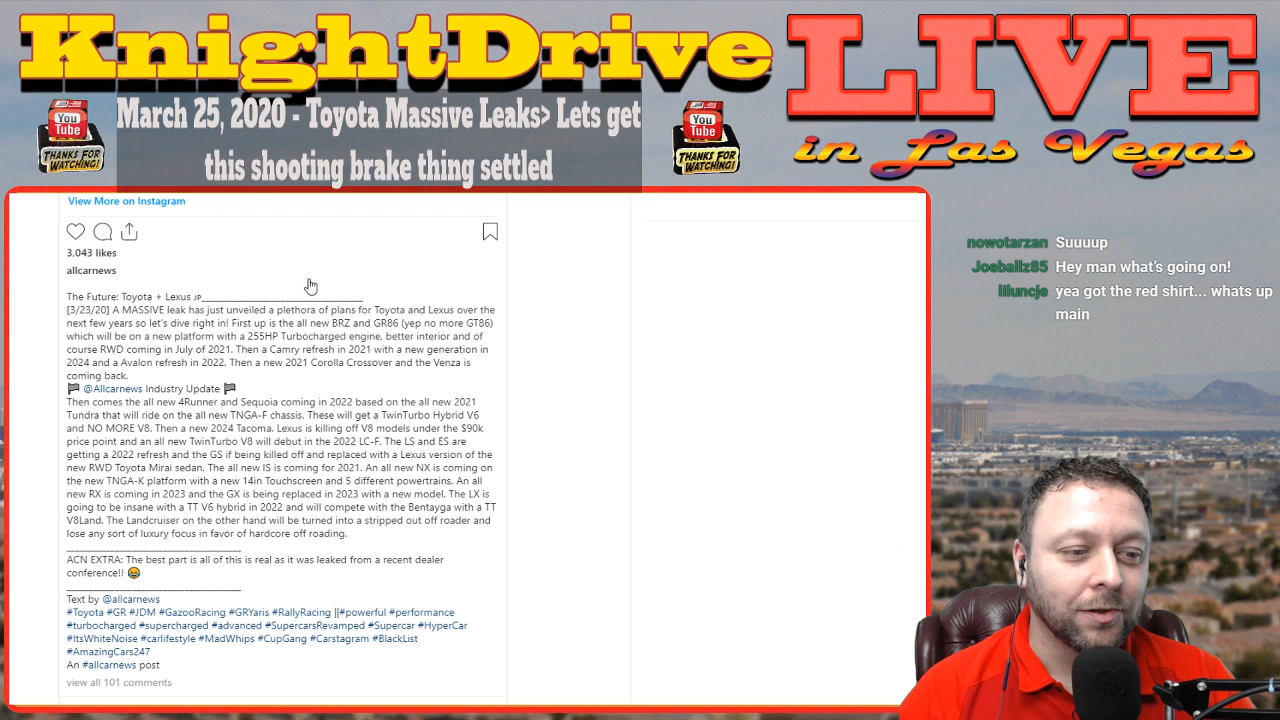 KnightDrive LIVE
in Las Vegas
You
Tube
THANKS FOR
WATCHING!
March 25, 2020 - Toyota Massive Leaks> Lets get
this shooting brake thing settled
You
Tube
THANKS FOR
WATCHING!
View More on Instagram
3,043 likes
allcarnews
The Future: Toyota + Lexus JP___________________________________
[3/23/20] A MASSIVE leak has just unveiled a plethora of plans for Toyota and Lexus over the
next few years so let's dive right in! First up is the all new BRZ and GR86 (yep no more GT86)
which will be on a new platform with a 255HP Turbocharged engine, better interior and of
course RWD coming in July of 2021. Then a Camry refresh in 2021 with a new generation in
2024 and a Avalon refresh in 2022. Then a new 2021 Corolla Crossover and the Venza is
coming back.
🏴 @Allcarnews Industry Update 🏴
Then comes the all new 4Runner and Sequoia coming in 2022 based on the all new 2021
Tundra that will ride on the all new TNGA-F chassis. These will get a TwinTurbo Hybrid V6
and NO MORE V8. Then a new 2024 Tacoma. Lexus is killing off V8 models under the $90k
price point and an all new TwinTurbo V8 will debut in the 2022 LC-F. The LS and ES are
getting a 2022 refresh and the GS if being killed off and replaced with a Lexus version of the
new RWD Toyota Mirai sedan. The all new IS is coming for 2021. An all new NX is coming on
the new TNGA-K platform with a new 14in Touchscreen and 5 different powertrains. An all
new RX is coming in 2023 and the GX is being replaced in 2023 with a new model. The LX is
going to be insane with a TT V6 hybrid in 2022 and will compete with the Bentayga with a TT
V8Land. The Landcruiser on the other hand will be turned into a stripped out off roader and
lose any sort of luxury focus in favor of hardcore off roading.
___________________________________
ACN EXTRA: The best part is all of this is real as it was leaked from a recent dealer
conference!! 😂
___________________________________
Text by @allcarnews
#Toyota #GR #JDM #GazooRacing #GRYaris #RallyRacing ||#powerful #performance
#turbocharged #supercharged #advanced #SupercarsRevamped #Supercar #HyperCar
#ItsWhiteNoise #carlifestyle #MadWhips #CupGang #Carstagram #BlackList
#AmazingCars247
An #allcarnews post
view all 101 comments
nowotarzan Suuuup
Joeballz85 Hey man what's going on!
liluncje yea got the red shirt... whats up
main